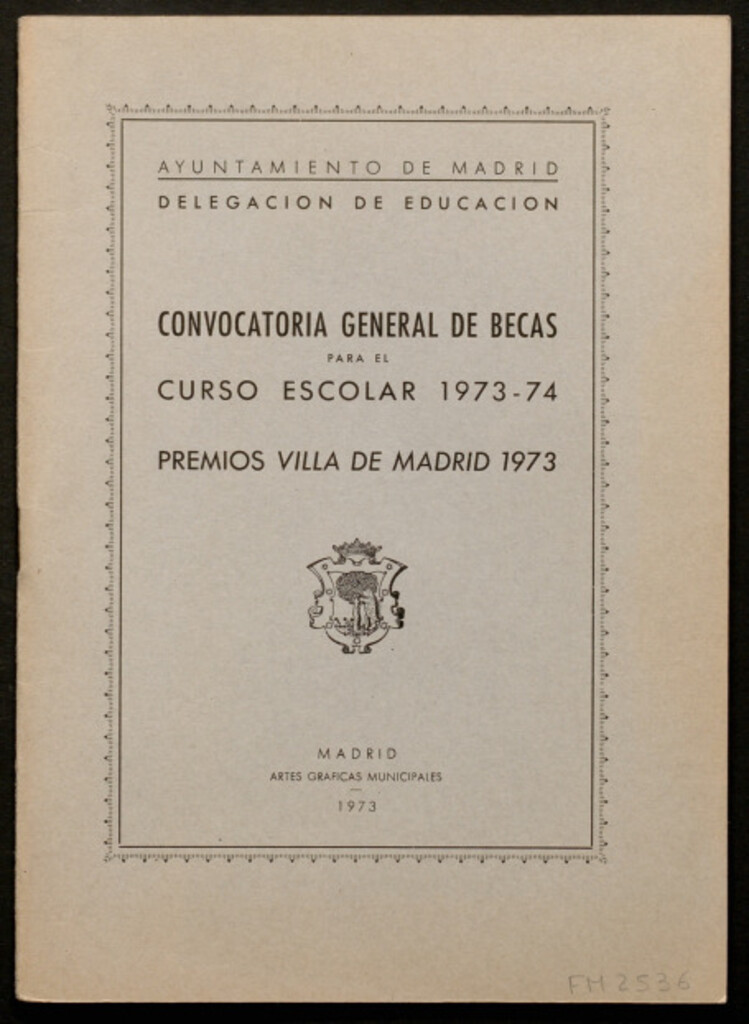 AYUNTAMIENTO DE MADRID
DELEGACION DE EDUCACION
CONVOCATORIA GENERAL DE BECAS
PARA EL
CURSO ESCOLAR 1973-74
PREMIOS VILLA DE MADRID 1973
MADRID
ARTES GRAFICAS MUNICIPALES
1973
FM 2536